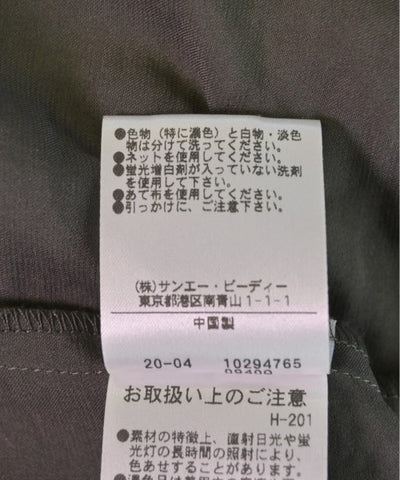 ●色物（特に濃色）と白物・淡色
物は分けて洗ってください。
●ネットを使用してください。
●蛍光増白剤が入っていない洗剤
を使用して下さい。
●あて布を使用してください。
●引っかけに、ご注意下さい。
(株)サンエー・ビーディー
東京都港区南青山1-1-1
中国製
20-04 10294765
09400
お取扱い上のご注意
H-201
●素材の特徴上、直射日光や蛍
光灯の長時間の照射により、
色あせすることがあります。